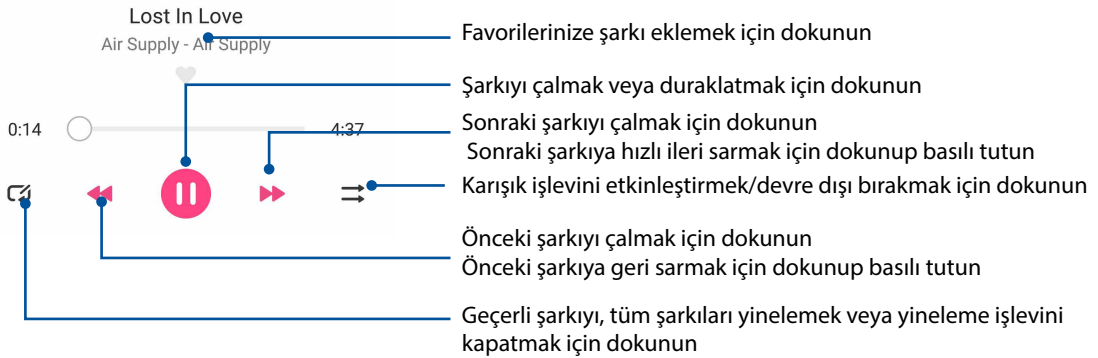 Lost In Love
Air Supply - Air Supply
Favorilerinize şarkı eklemek için dokunun
Şarkıyı çalmak veya duraklatmak için dokunun
0:14
4:37
Sonraki şarkıyı çalmak için dokunun
Sonraki şarkıya hızlı ileri sarmak için dokunup basılı tutun
Karışık işlevini etkinleştirmek/devre dışı bırakmak için dokunun
Önceki şarkıyı çalmak için dokunun
Önceki şarkıya geri sarmak için dokunup basılı tutun
Geçerli şarkıyı, tüm şarkıları yinelemek veya yineleme işlevini
kapatmak için dokunun